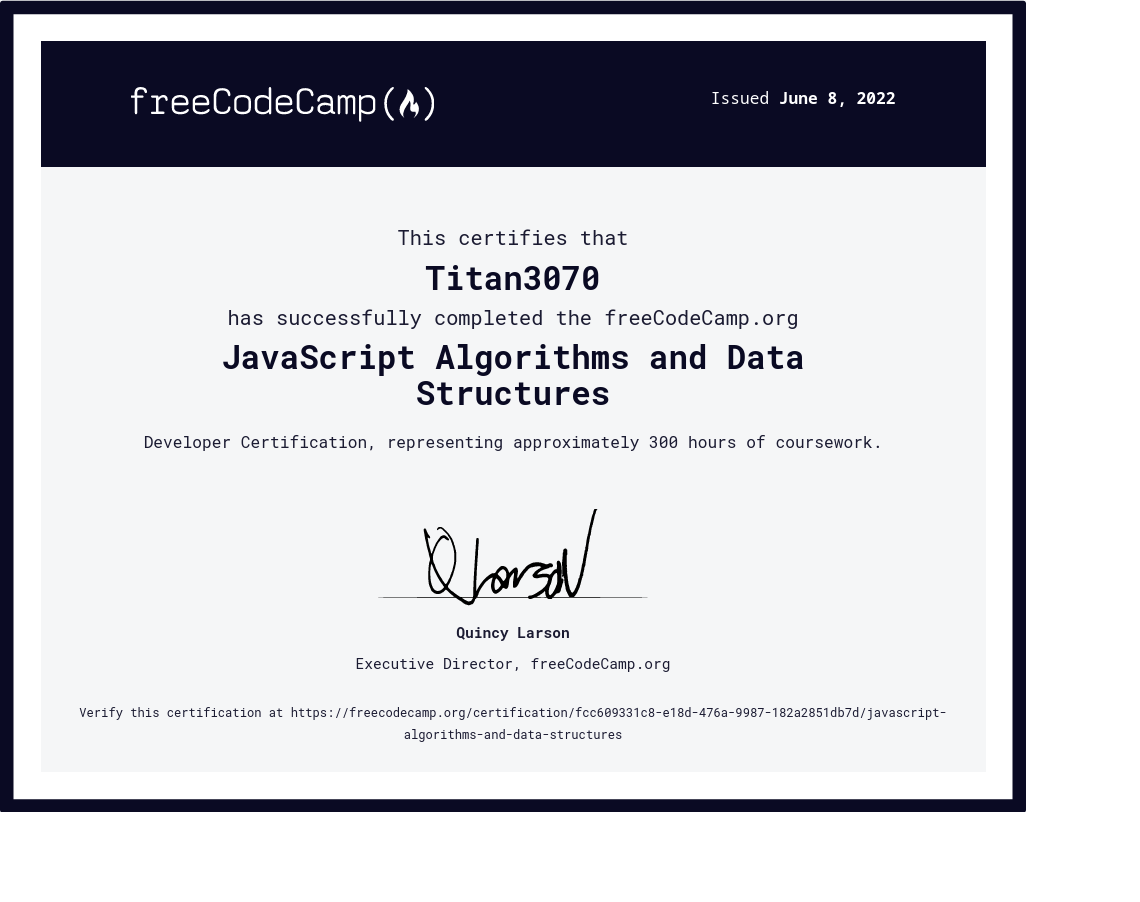 freeCodeCamp(🔥)
Issued June 8, 2022
This certifies that
Titan3070
has successfully completed the freeCodeCamp.org
JavaScript Algorithms and Data
Structures
Developer Certification, representing approximately 300 hours of coursework.
Q Larson
Quincy Larson
Executive Director, freeCodeCamp.org
Verify this certification at https://freecodecamp.org/certification/fcc609331c8-e18d-476a-9987-182a2851db7d/javascript-
algorithms-and-data-structures